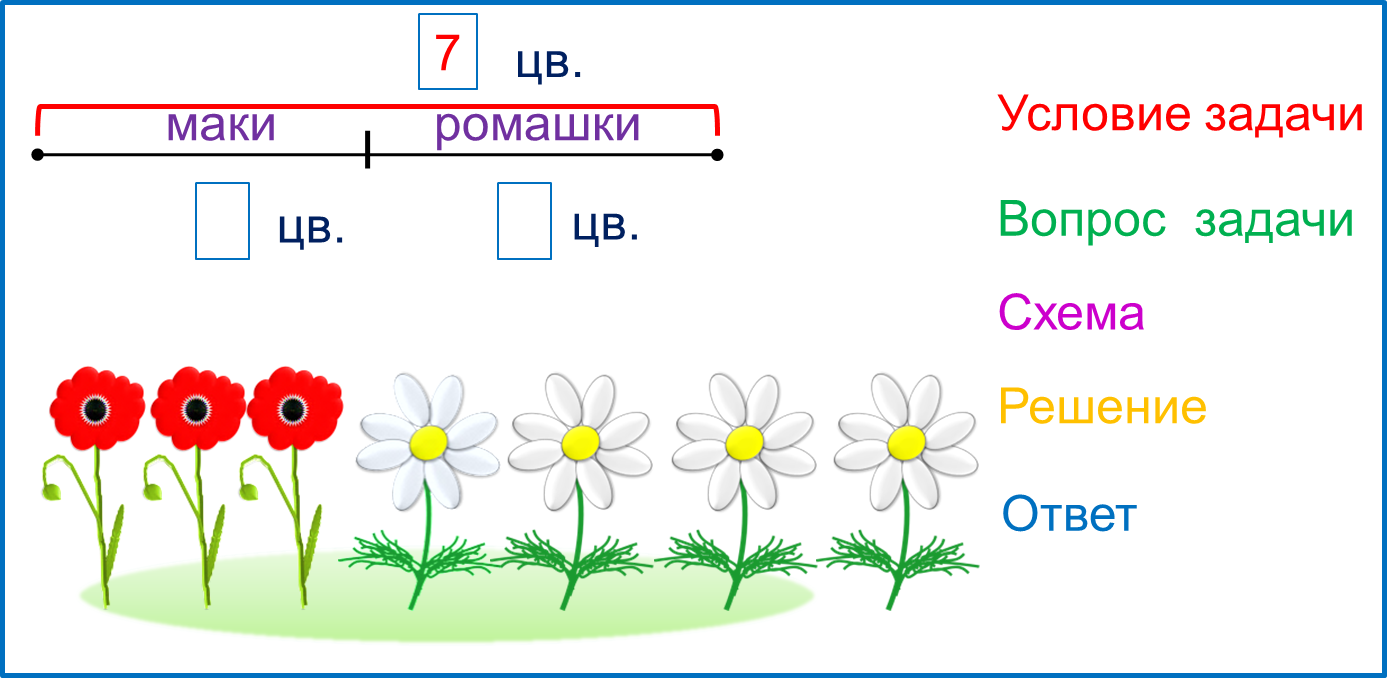 7 цв.
маки ромашки
цв. цв.
Условие задачи
Вопрос задачи
Схема
Решение
Ответ